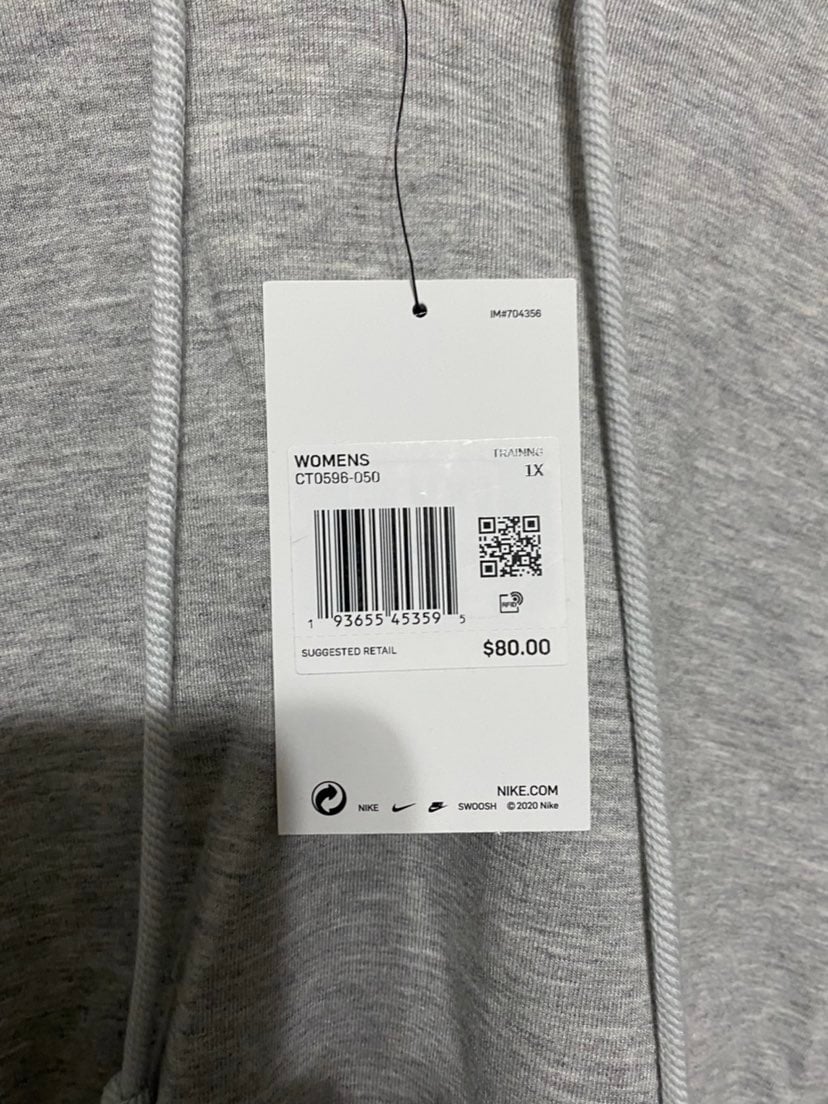 IM#704356
WOMENS
TRAINNG
CT0596-050
1X
RFID
1 93655 45359 5
SUGGESTED RETAIL
$80.00
NIKE.COM
NIKE SWOOSH © 2020 Nike